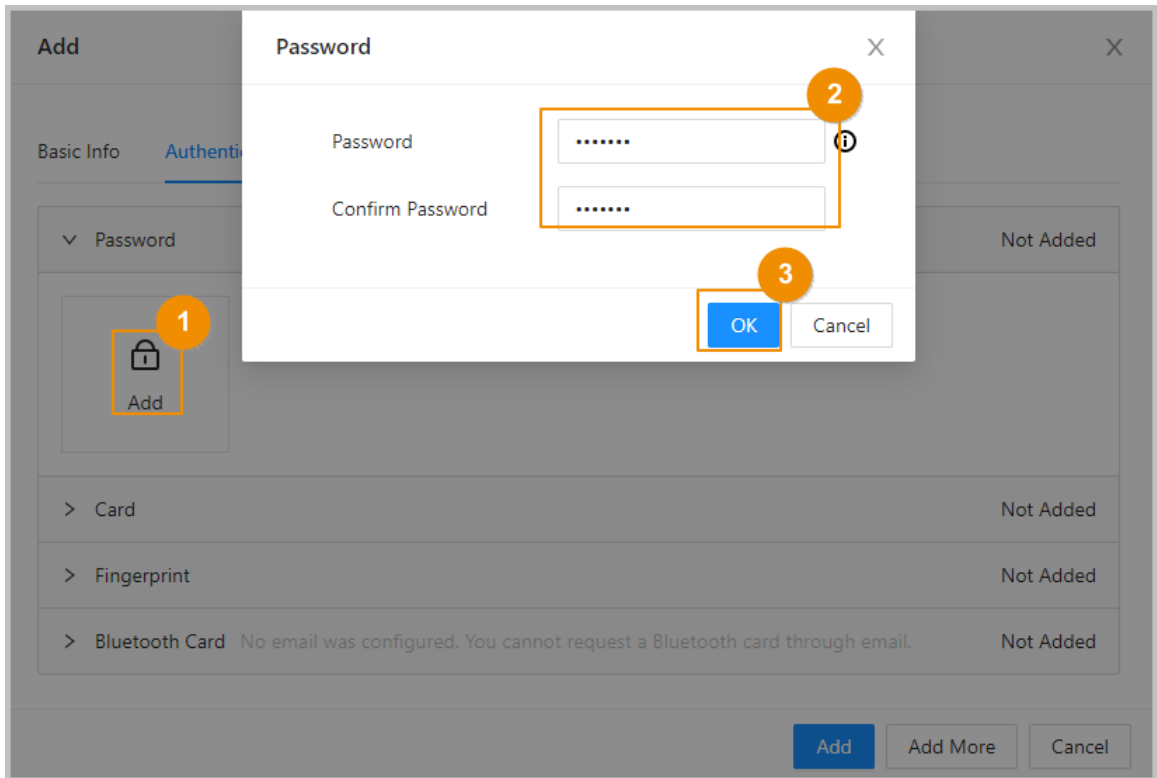 Add
Password
2
Basic Info
Authenti
Password
•••••••
Confirm Password
•••••••
Password
Not Added
3
OK
Cancel
1
Add
Card
Not Added
Fingerprint
Not Added
Bluetooth Card No email was configured. You cannot request a Bluetooth card through email.
Not Added
Add
Add More
Cancel